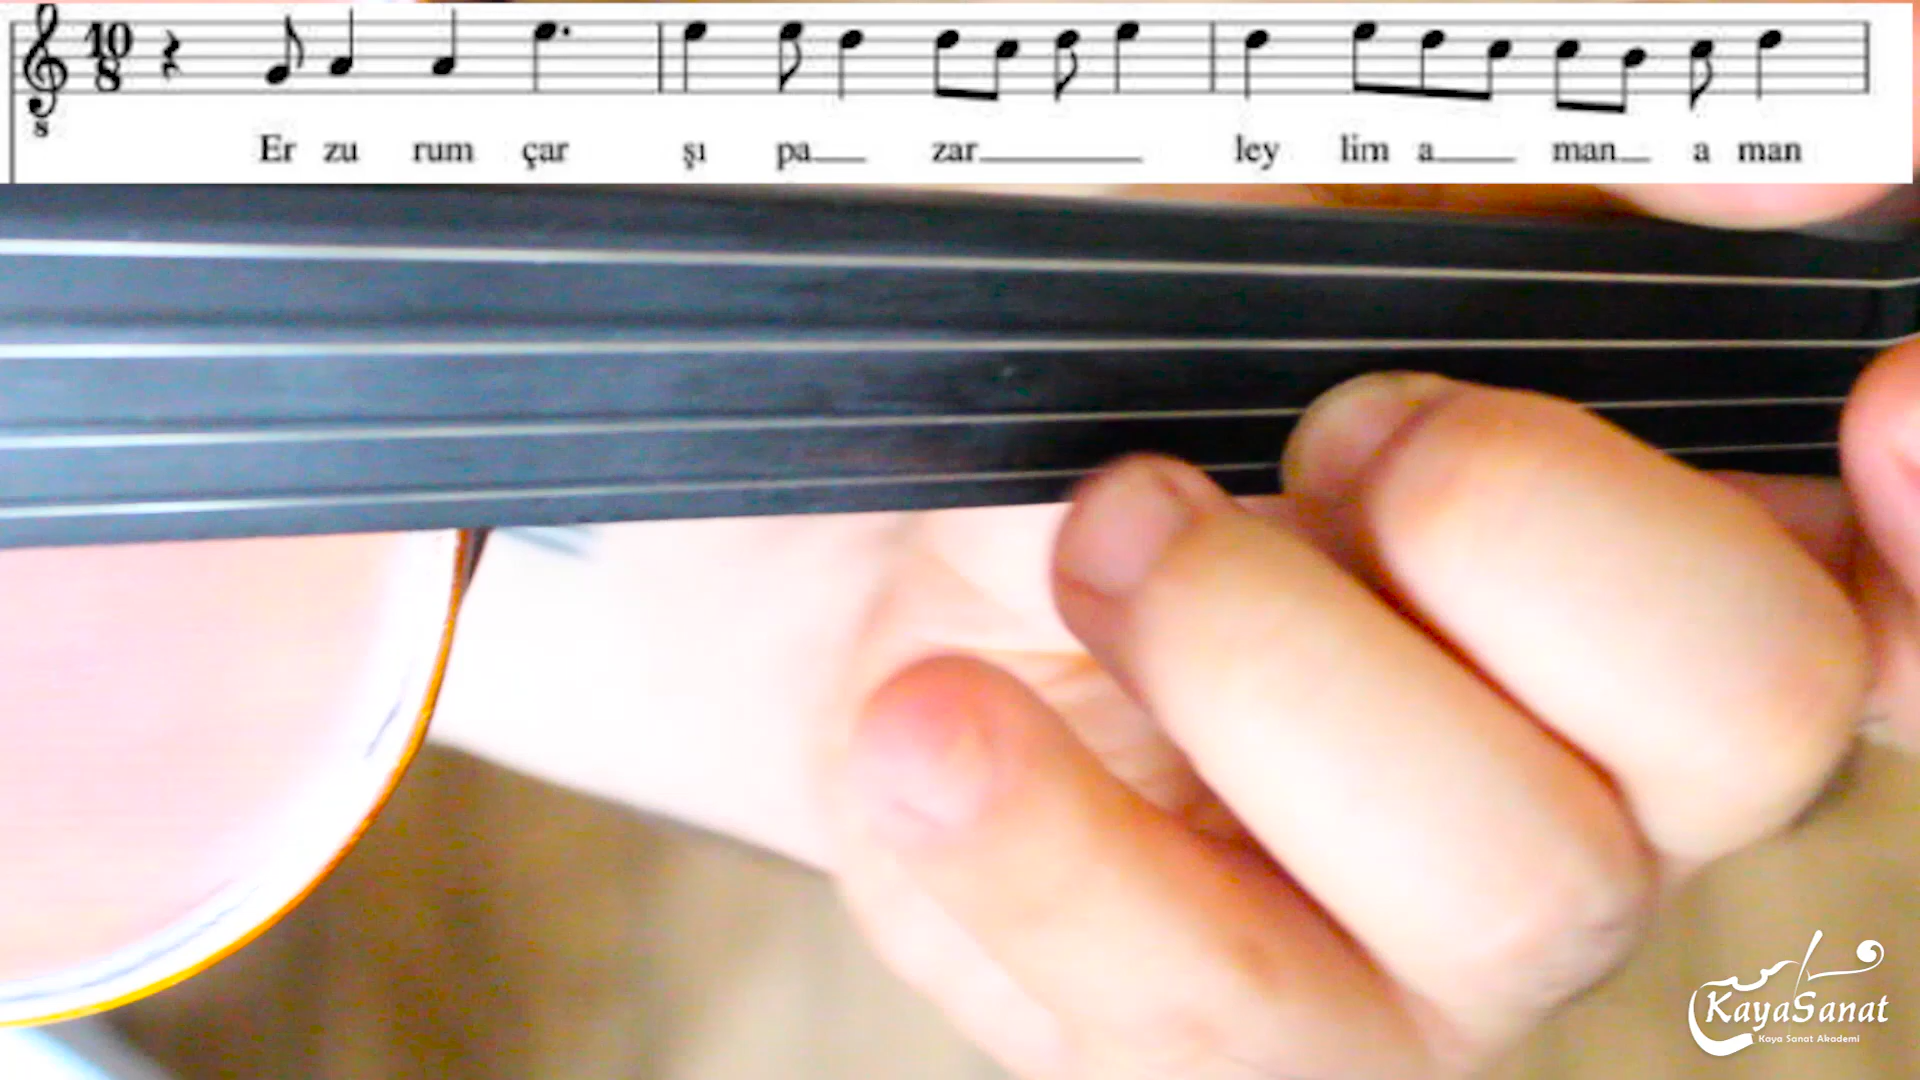 10
8
8
Er zu rum çar şı pa zar ley lim a man a man
KayaSanat
Kaya Sanat Akademi